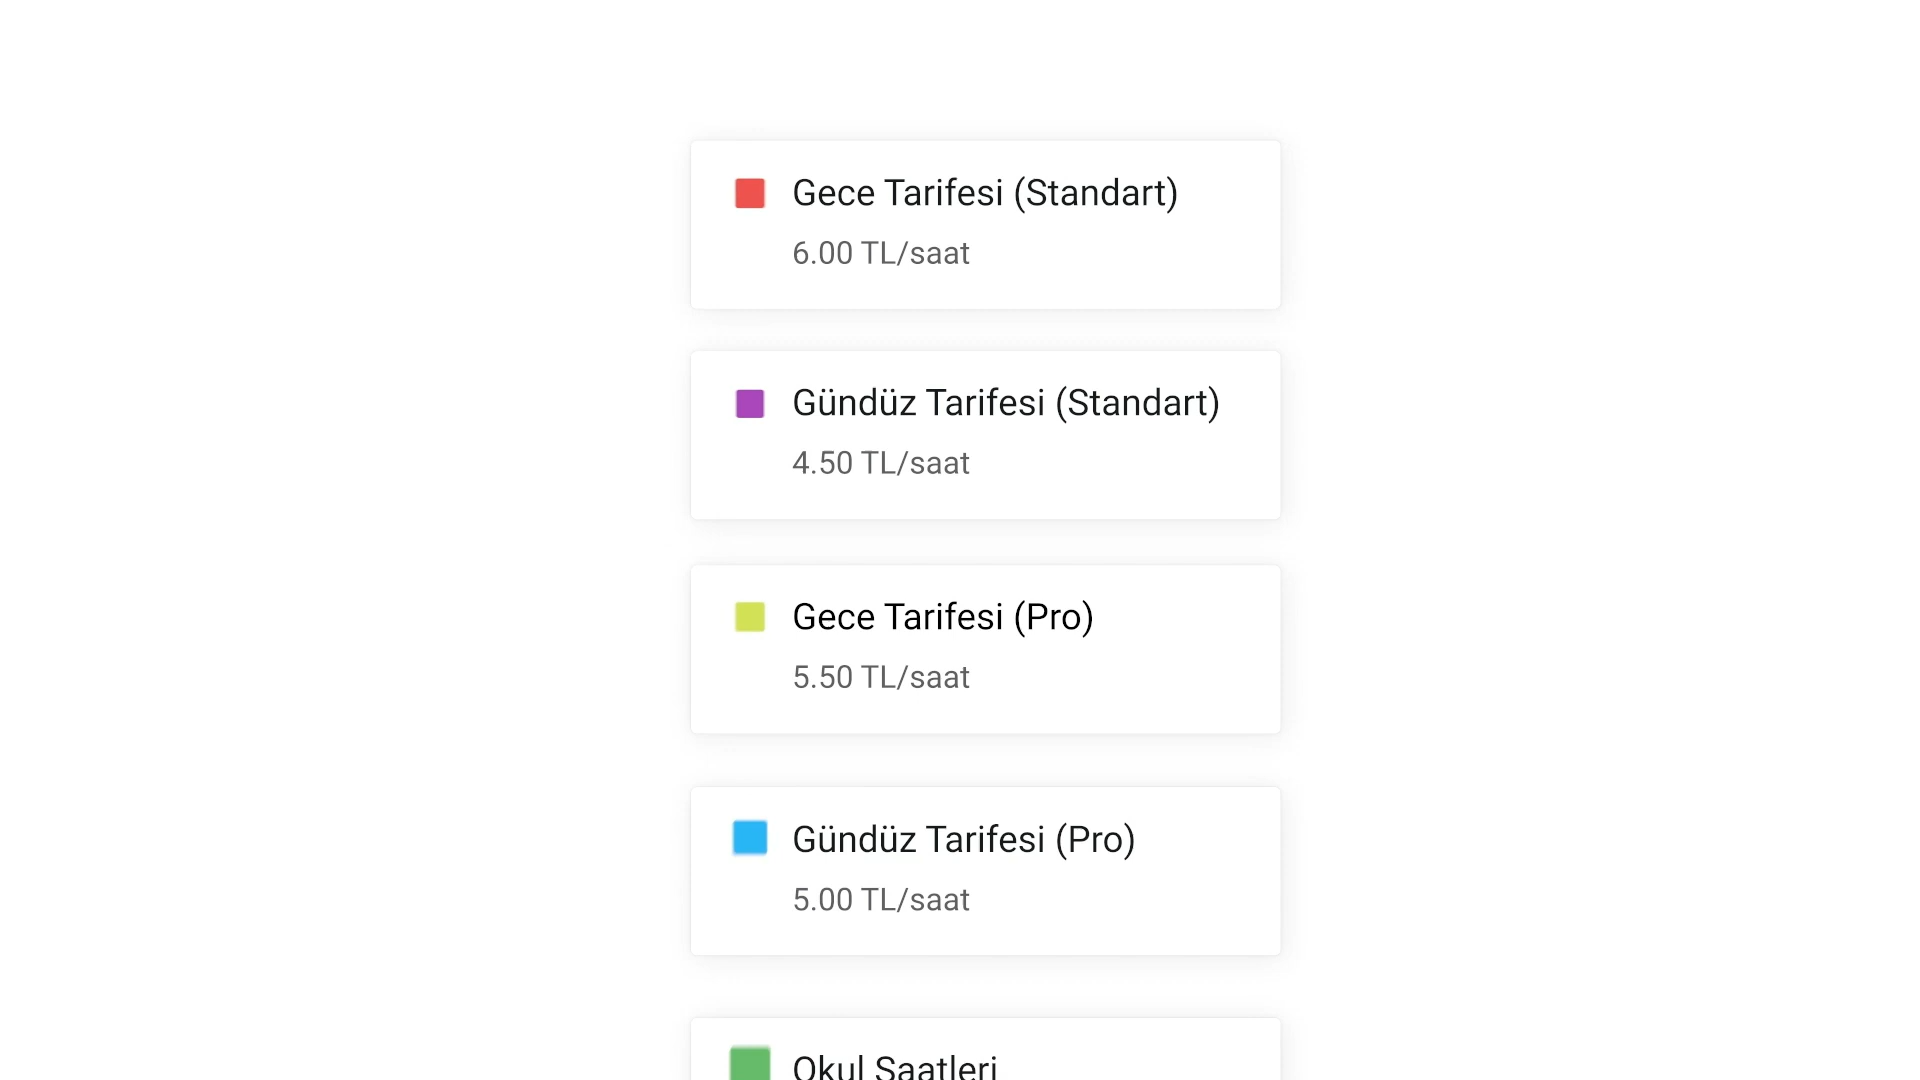 Gece Tarifesi (Standart)
6.00 TL/saat
Gündüz Tarifesi (Standart)
4.50 TL/saat
Gece Tarifesi (Pro)
5.50 TL/saat
Gündüz Tarifesi (Pro)
5.00 TL/saat
Okul Saatleri